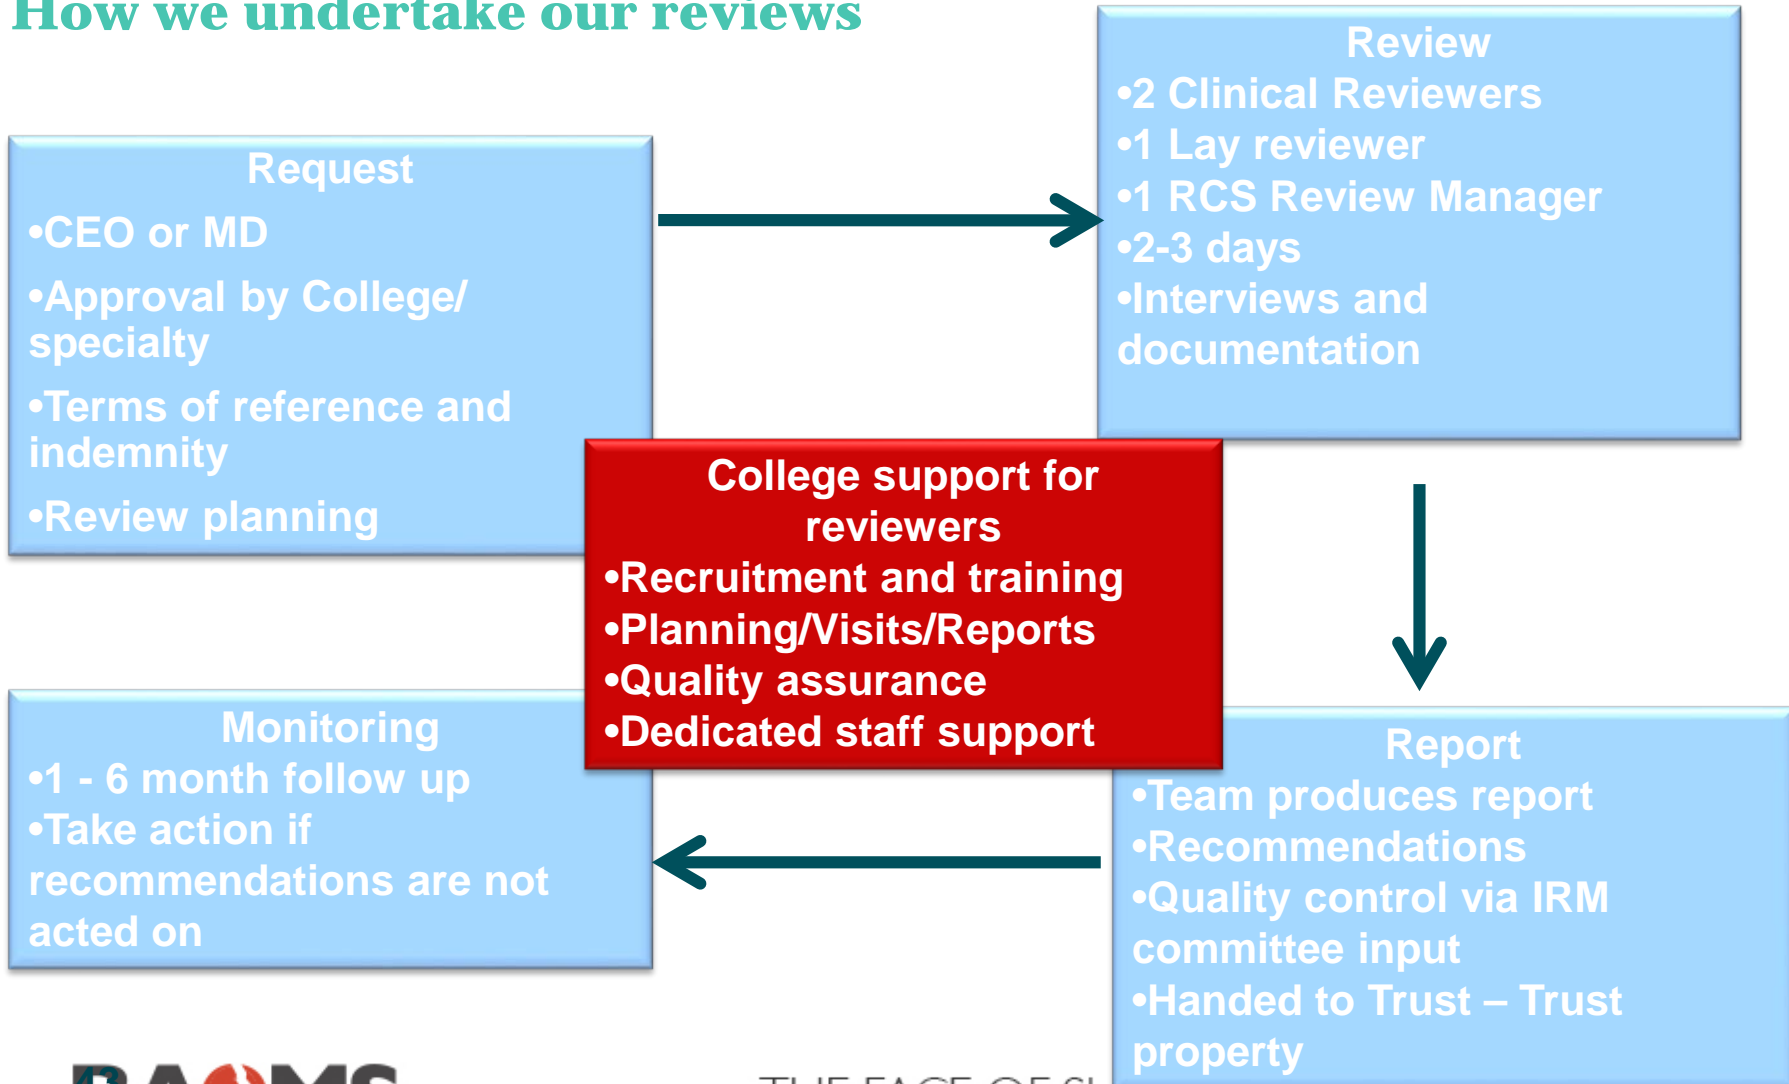 How we undertake our reviews
Request
•CEO or MD
•Approval by College/
specialty
•Terms of reference and
indemnity
•Review planning
Review
•2 Clinical Reviewers
•1 Lay reviewer
•1 RCS Review Manager
•2-3 days
•Interviews and
documentation
College support for
reviewers
•Recruitment and training
•Planning/Visits/Reports
•Quality assurance
•Dedicated staff support
Monitoring
•1 - 6 month follow up
•Take action if
recommendations are not
acted on
Report
•Team produces report
•Recommendations
•Quality control via IRM
committee input
•Handed to Trust – Trust
property
BAOMS
THE FACE OF